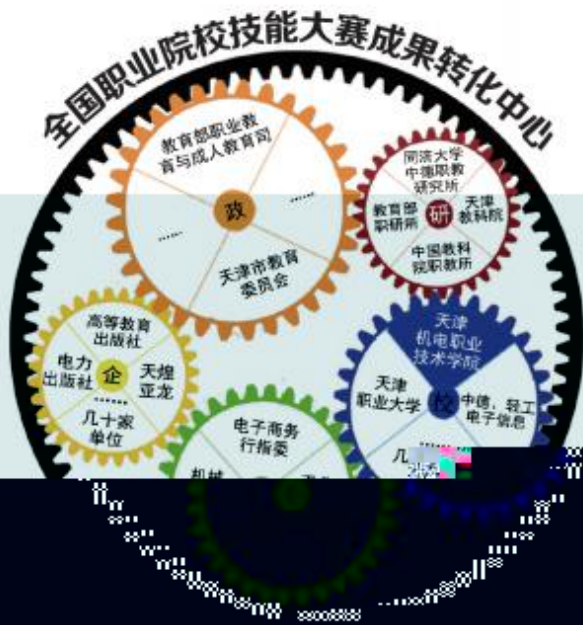 全国职业院校技能大赛成果转化中心
教育部职业教
育与成人教育司
政
……
……
天津市教育
委员会
同济大学
中德职教
研究所
教育部
职研所
研
天津
教科院
中国教科
院职教所
高等教育
出版社
电力
出版社
企
天煌
亚龙
……
几十家
单位
天津
机电职业
技术学院
天津
职业大学
校
中德、轻工
电子信息
……
电子商务
行指委
机械